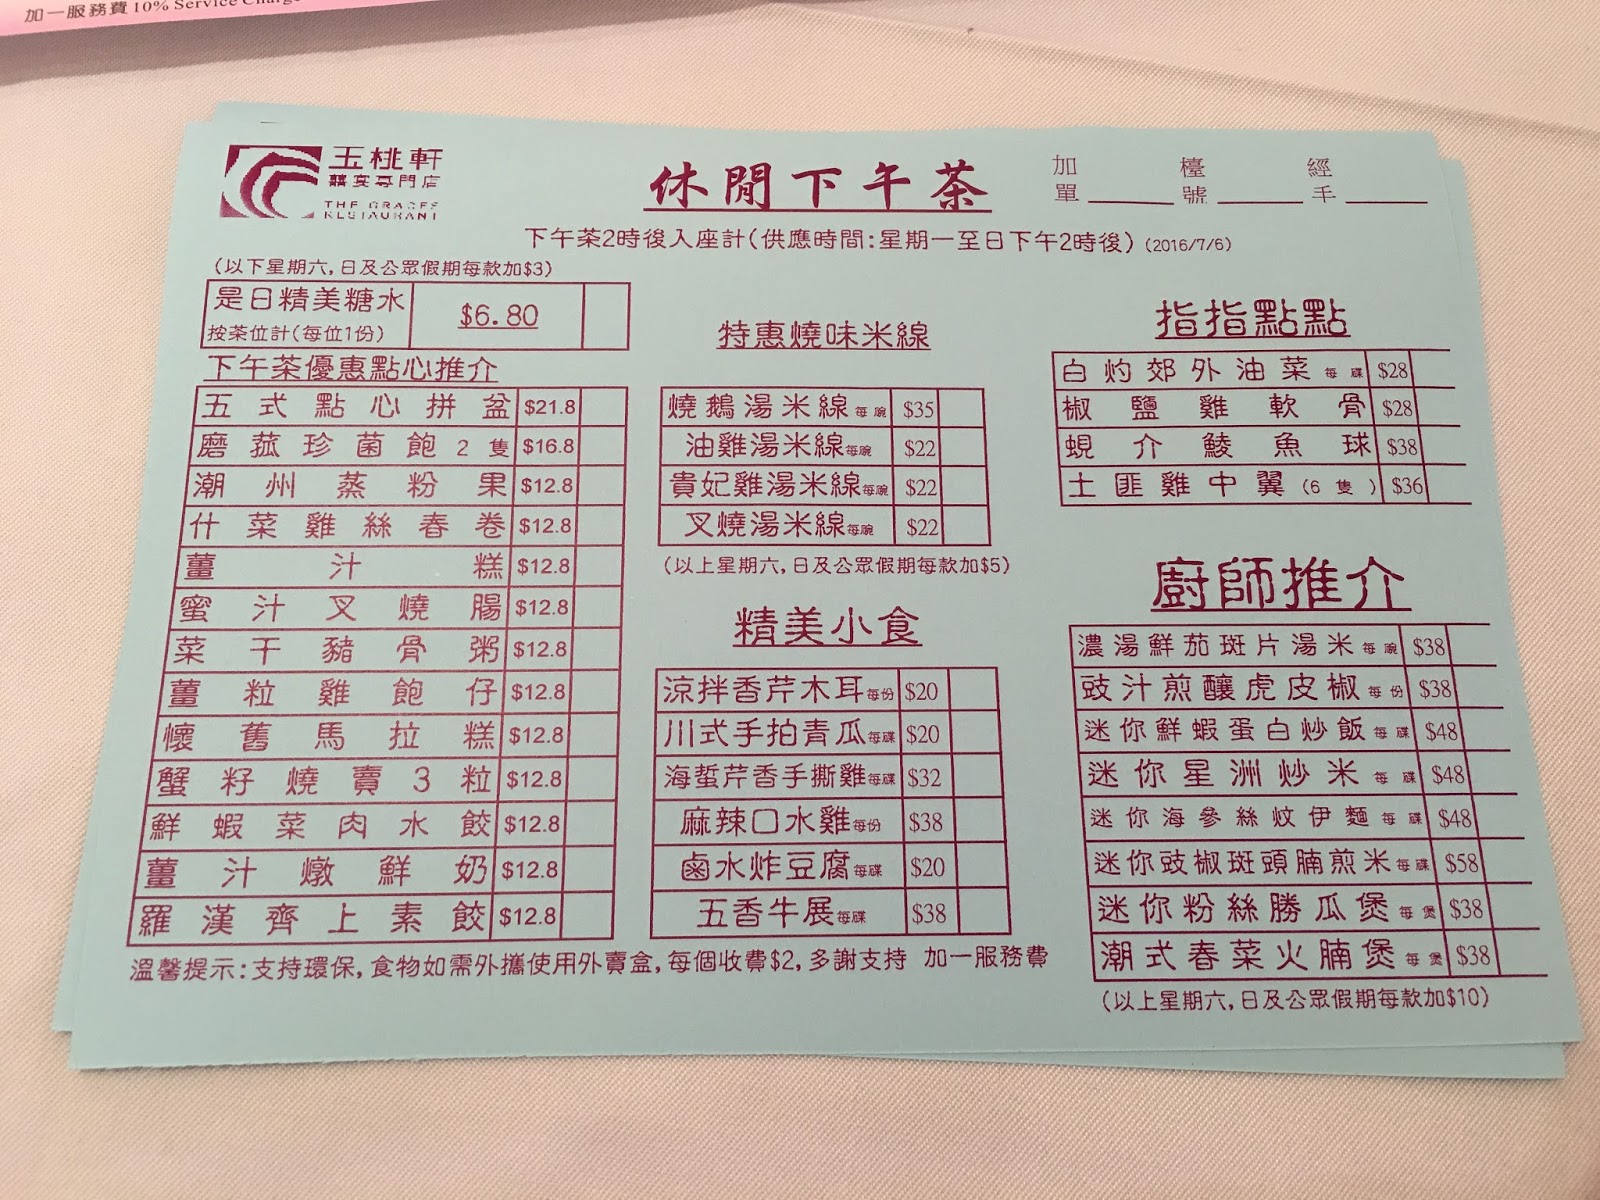 加一服務費 10% Service Charge
玉桃軒
囍宴專門店
THE GRACES
RESTAURANT
休閒下午茶
加單
檯號
經手
下午茶2時後入座計(供應時間:星期一至日下午2時後) (2016/7/6)
(以下星期六,日及公眾假期每款加$3)
是日精美糖水
按茶位計(每位1份)
$6.80
下午茶優惠點心推介
五式點心拼盆 $21.8
磨菰珍菌飽2隻 $16.8
潮州蒸粉果 $12.8
什菜雞絲春卷 $12.8
薑汁糕 $12.8
蜜汁叉燒腸 $12.8
菜干豬骨粥 $12.8
薑粒雞飽仔 $12.8
懷舊馬拉糕 $12.8
蟹籽燒賣3粒 $12.8
鮮蝦菜肉水餃 $12.8
薑汁燉鮮奶 $12.8
羅漢齊上素餃 $12.8
特惠燒味米線
燒鵝湯米線每碗 $35
油雞湯米線每碗 $22
貴妃雞湯米線每碗 $22
叉燒湯米線每碗 $22
(以上星期六,日及公眾假期每款加$5)
精美小食
涼拌香芹木耳每份 $20
川式手拍青瓜每碟 $20
海蜇芹香手撕雞每碟 $32
麻辣口水雞每份 $38
鹵水炸豆腐每碟 $20
五香牛展每碟 $38
指指點點
白灼郊外油菜每碟 $28
椒鹽雞軟骨 $28
蜆介鯪魚球 $38
土匪雞中翼(6隻) $36
廚師推介
濃湯鮮茄斑片湯米每碗 $38
豉汁煎釀虎皮椒每份 $38
迷你鮮蝦蛋白炒飯每碟 $48
迷你星洲炒米每碟 $48
迷你海參絲炆伊麵每碟 $48
迷你豉椒斑頭腩煎米每碟 $58
迷你粉絲勝瓜煲每煲 $38
潮式春菜火腩煲每煲 $38
(以上星期六,日及公眾假期每款加$10)
溫馨提示:支持環保,食物如需外攜使用外賣盒,每個收費$2,多謝支持 加一服務費